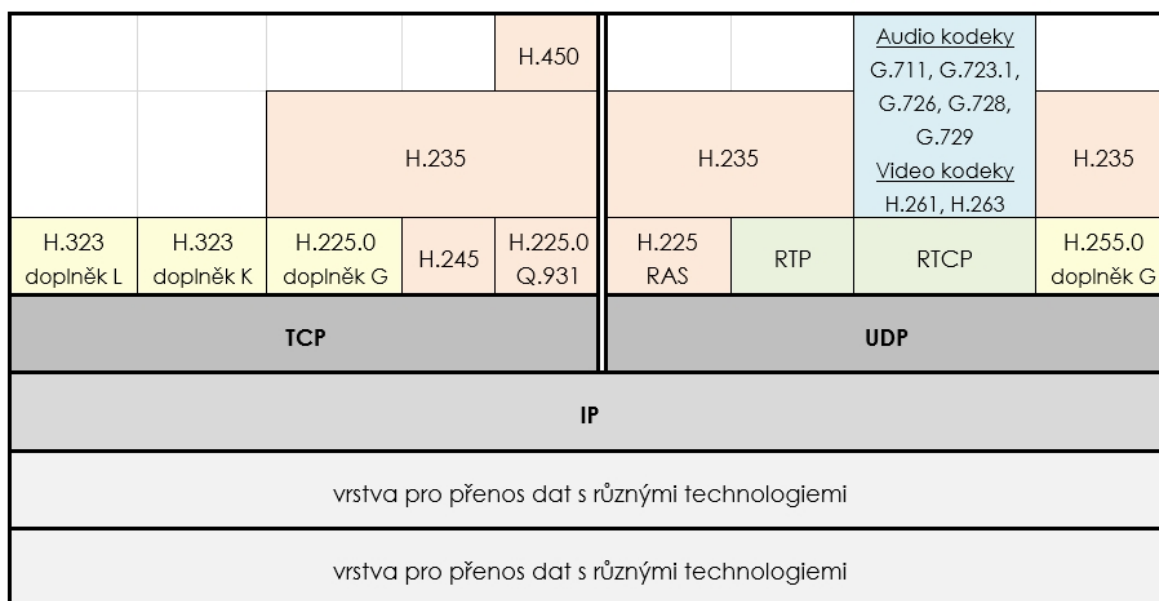 H.450
Audio kodeky
G.711, G.723.1,
G.726, G.728,
G.729
Video kodeky
H.261, H.263
H.235
H.235
H.235
H.323
doplněk L
H.323
doplněk K
H.225.0
doplněk G
H.245
H.225.0
Q.931
H.225
RAS
RTP
RTCP
H.255.0
doplněk G
TCP
UDP
IP
vrstva pro přenos dat s různými technologiemi
vrstva pro přenos dat s různými technologiemi